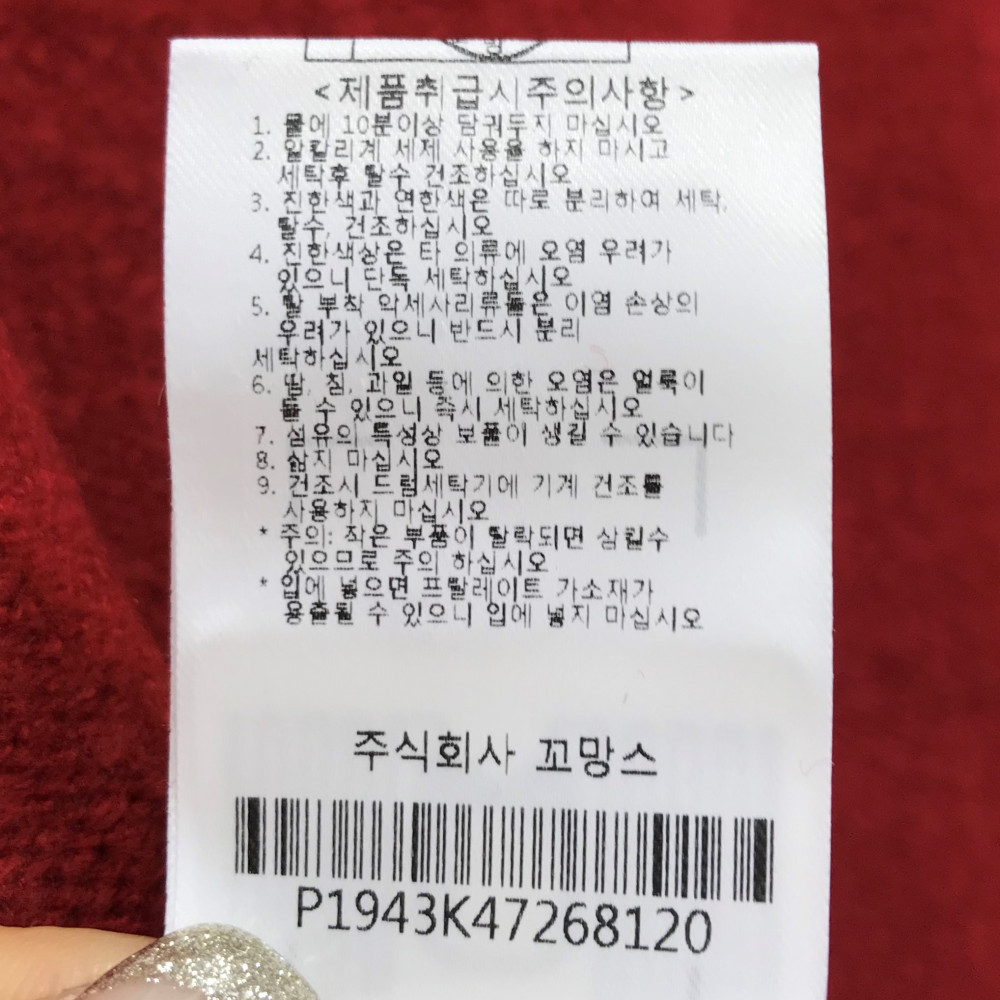 <제품취급시주의사항>
1. 물에 10분이상 담궈두지 마십시오
2. 알칼리계 세제 사용을 하지 마시고
세탁후 탈수 건조하십시오
3. 진한색과 연한색은 따로 분리하여 세탁,
탈수, 건조하십시오
4. 진한색상은 타 의류에 오염 우려가
있으니 단독 세탁하십시오
5. 탈 부착 악세사리류들은 이염 손상의
우려가 있으니 반드시 분리
세탁하십시오
6. 땀, 침, 과일 등에 의한 오염은 얼룩이
될 수 있으니 즉시 세탁하십시오
7. 섬유의 특성상 보풀이 생길 수 있습니다
8. 삶지 마십시오
9. 건조시 드럼세탁기에 기계 건조를
사용하지 마십시오
* 주의: 작은 부품이 탈락되면 삼킬수
있으므로 주의 하십시오
* 입에 넣으면 프탈레이트 가소재가
용출될 수 있으니 입에 넣지 마십시오
주식회사 꼬망스
P1943K47268120